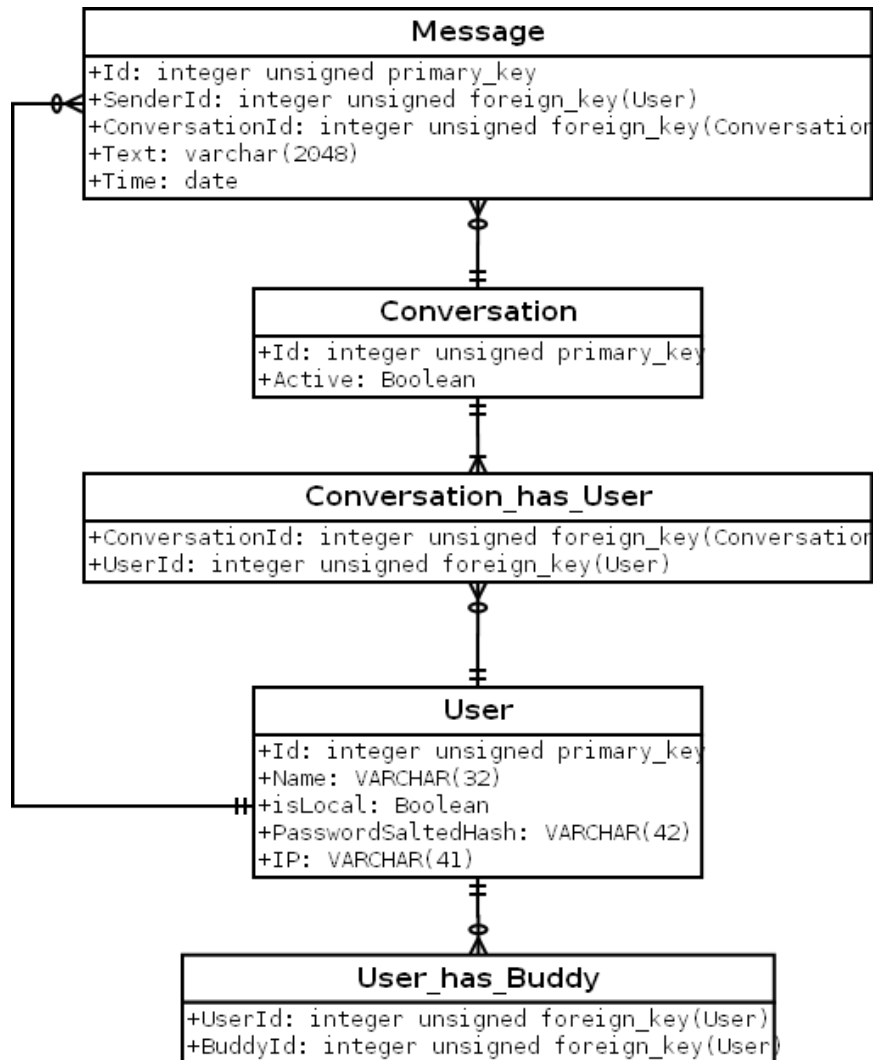 Message
+Id: integer unsigned primary_key
+SenderId: integer unsigned foreign_key(User)
+ConversationId: integer unsigned foreign_key(Conversation
+Text: varchar(2048)
+Time: date
Conversation
+Id: integer unsigned primary_key
+Active: Boolean
Conversation_has_User
+ConversationId: integer unsigned foreign_key(Conversation
+UserId: integer unsigned foreign_key(User)
User
+Id: integer unsigned primary_key
+Name: VARCHAR(32)
+isLocal: Boolean
+PasswordSaltedHash: VARCHAR(42)
+IP: VARCHAR(41)
User_has_Buddy
+UserId: integer unsigned foreign_key(User)
+BuddyId: integer unsigned foreign_key(User)